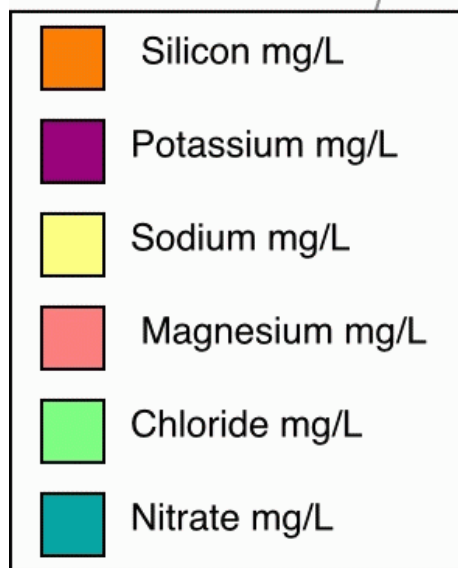 Silicon mg/L
Potassium mg/L
Sodium mg/L
Magnesium mg/L
Chloride mg/L
Nitrate mg/L